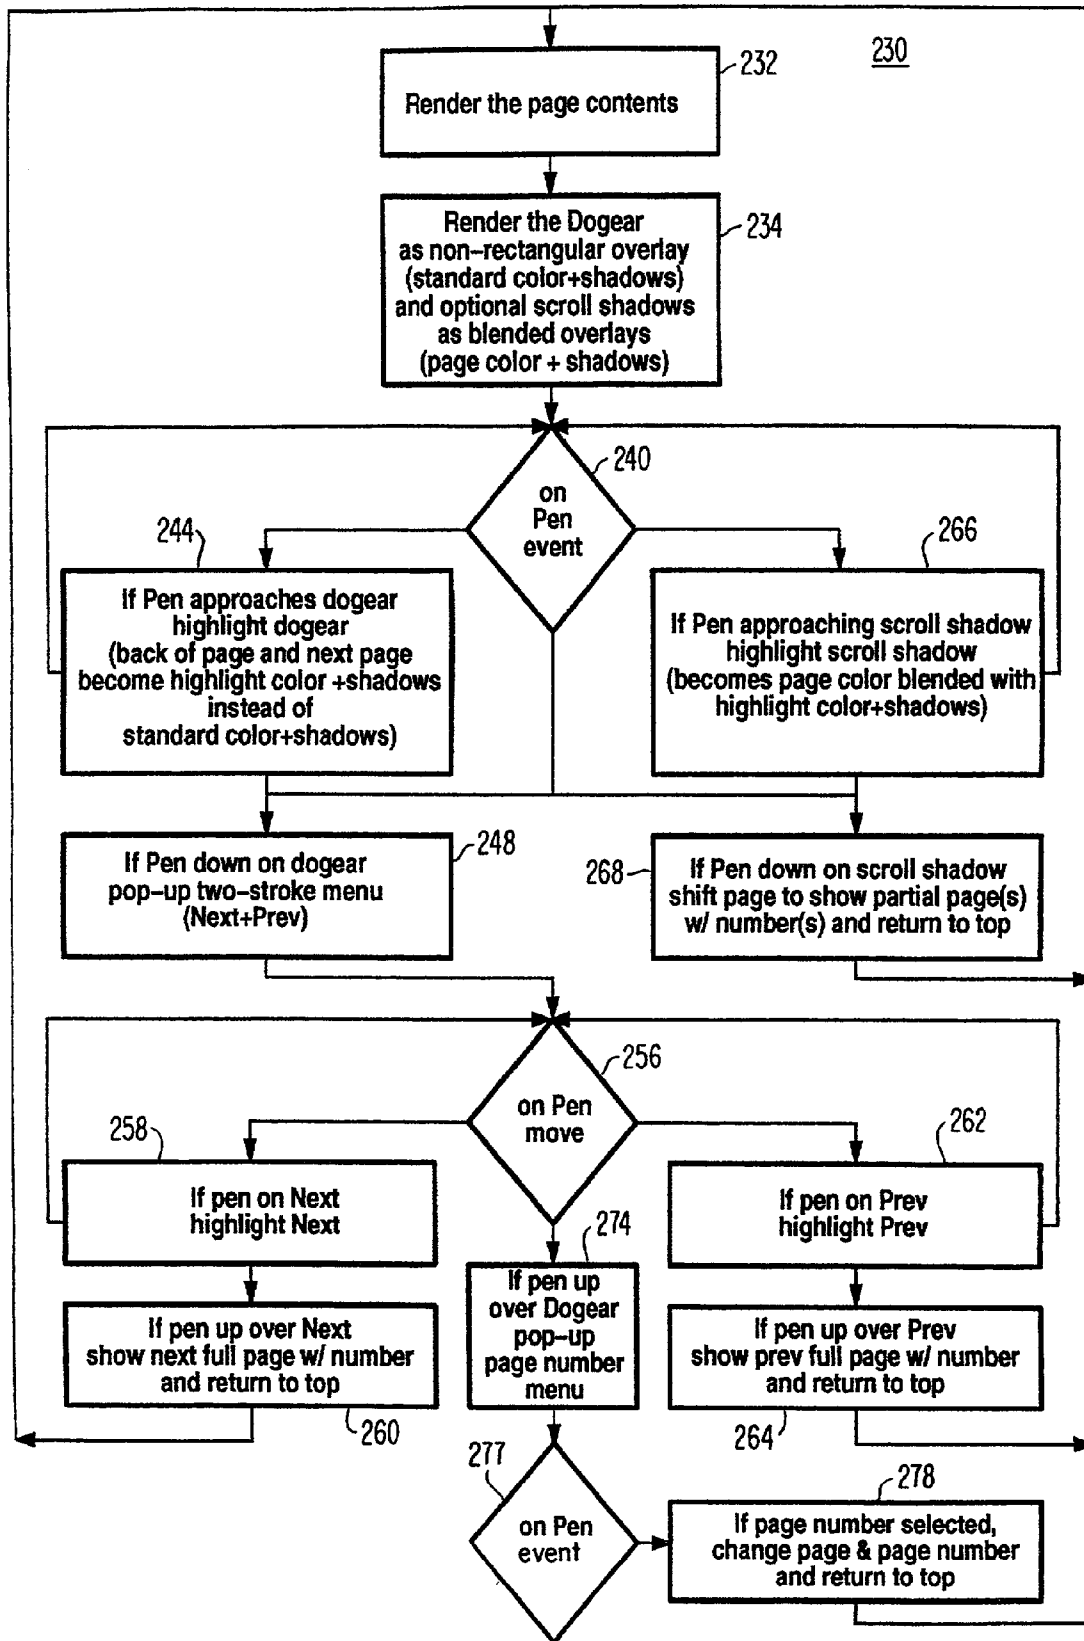 230
232
Render the page contents
234
Render the Dogear
as non-rectangular overlay
(standard color+shadows)
and optional scroll shadows
as blended overlays
(page color + shadows)
240
on
Pen
event
244
If Pen approaches dogear
highlight dogear
(back of page and next page
become highlight color +shadows
instead of
standard color+shadows)
266
If Pen approaching scroll shadow
highlight scroll shadow
(becomes page color blended with
highlight color+shadows)
248
If Pen down on dogear
pop-up two-stroke menu
(Next+Prev)
268
If Pen down on scroll shadow
shift page to show partial page(s)
w/ number(s) and return to top
256
on Pen
move
258
If pen on Next
highlight Next
262
If pen on Prev
highlight Prev
274
If pen up
over Dogear
pop-up
page number
menu
If pen up over Next
show next full page w/ number
and return to top
260
If pen up over Prev
show prev full page w/ number
and return to top
264
277
on Pen
event
278
If page number selected,
change page & page number
and return to top